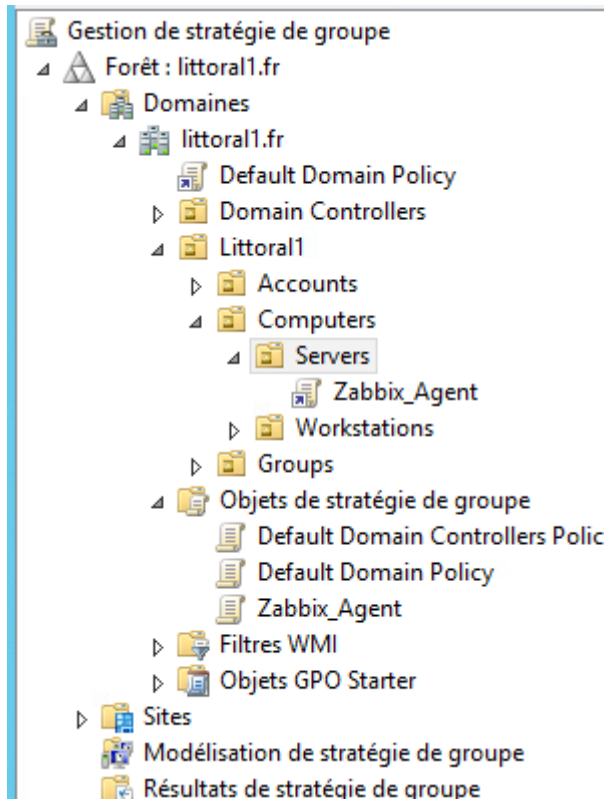 Gestion de stratégie de groupe
Forêt : littoral1.fr
Domaines
littoral1.fr
Default Domain Policy
Domain Controllers
Littoral1
Accounts
Computers
Servers
Zabbix_Agent
Workstations
Groups
Objets de stratégie de groupe
Default Domain Controllers Polic
Default Domain Policy
Zabbix_Agent
Filtres WMI
Objets GPO Starter
Sites
Modélisation de stratégie de groupe
Résultats de stratégie de groupe